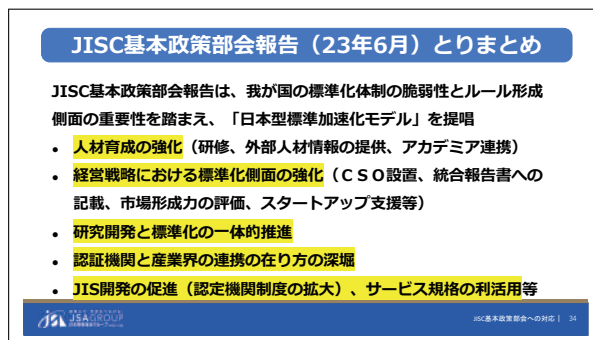 JISC基本政策部会報告（23年6月）とりまとめ
JISC基本政策部会報告は、我が国の標準化体制の脆弱性とルール形成
側面の重要性を踏まえ、「日本型標準加速化モデル」を提唱
• 人材育成の強化（研修、外部人材情報の提供、アカデミア連携）
• 経営戦略における標準化側面の強化（ＣＳＯ設置、統合報告書への
記載、市場形成力の評価、スタートアップ支援等）
• 研究開発と標準化の一体的推進
• 認証機関と産業界の連携の在り方の深堀
• JIS開発の促進（認定機関制度の拡大）、サービス規格の利活用等
JSA GROUP
JISC基本政策部会への対応 | 34